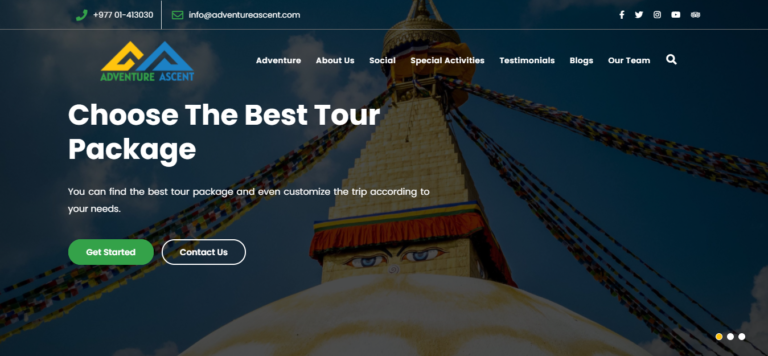 +977 01-413030 info@adventureascent.com
ADVENTURE ASCENT
Adventure About Us Social Special Activities Testimonials Blogs Our Team
Choose The Best Tour
Package
You can find the best tour package and even customize the trip according to
your needs.
Get Started Contact Us